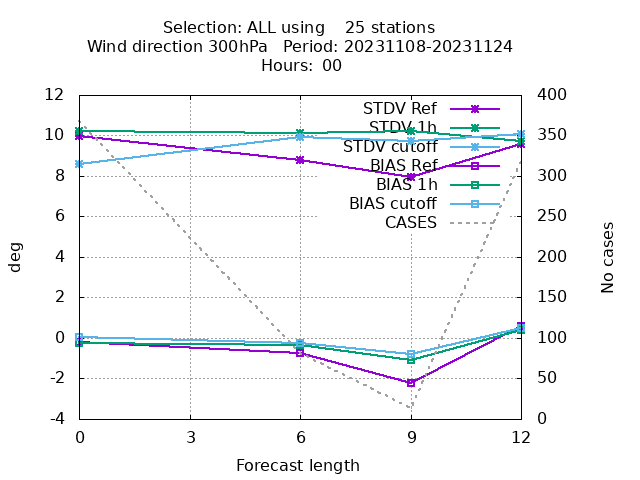 Selection: ALL using 25 stations
Wind direction 300hPa Period: 20231108-20231124
Hours: 00
12
10
8
6
4
2
0
-2
-4
400
350
300
250
200
150
100
50
0
STDV Ref
STDV 1h
STDV cutoff
BIAS Ref
BIAS 1h
BIAS cutoff
CASES
deg
No cases
0 3 6 9 12
Forecast length